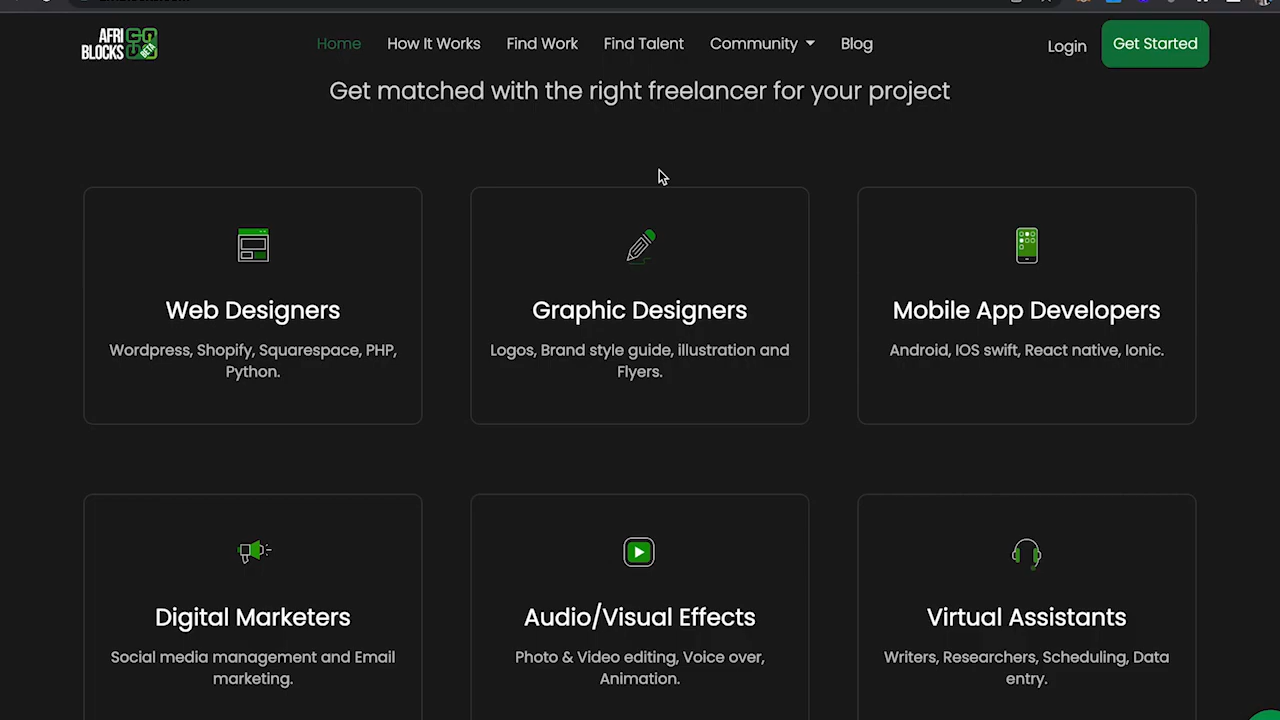 AFRI
BLOCKS
BETA
Home
How It Works
Find Work
Find Talent
Community
Blog
Login
Get Started
Get matched with the right freelancer for your project
Web Designers
Wordpress, Shopify, Squarespace, PHP,
Python.
Graphic Designers
Logos, Brand style guide, illustration and
Flyers.
Mobile App Developers
Android, IOS swift, React native, Ionic.
Digital Marketers
Social media management and Email
marketing.
Audio/Visual Effects
Photo & Video editing, Voice over,
Animation.
Virtual Assistants
Writers, Researchers, Scheduling, Data
entry.